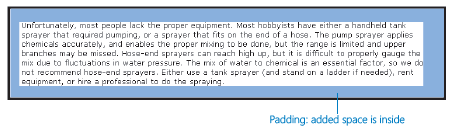 Unfortunately, most people lack the proper equipment. Most hobbyists have either a handheld tank
sprayer that required pumping, or a sprayer that fits on the end of a hose. The pump sprayer applies
chemicals accurately, and enables the proper mixing to be done, but the range is limited and upper
branches may be missed. Hose-end sprayers can reach high up, but it is difficult to properly gauge the
mix due to fluctuations in water pressure. The mix of water to chemical is an essential factor, so we do
not recommend hose-end sprayers. Either use a tank sprayer (and stand on a ladder if needed), rent
equipment, or hire a professional to do the spraying.
Padding: added space is inside